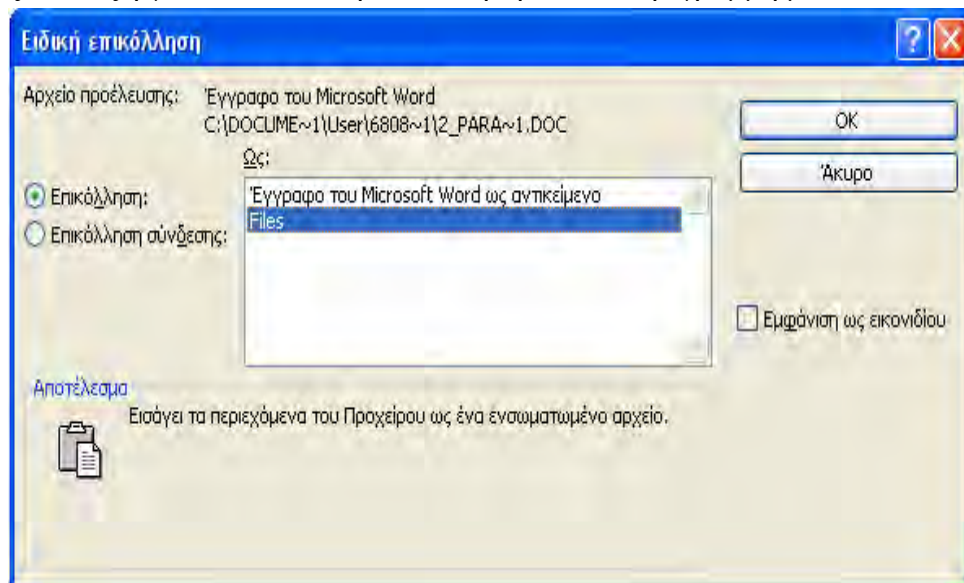 Ειδική επικόλληση
Αρχείο προέλευσης: Έγγραφο του Microsoft Word
C:\DOCUME~1\User\6808~1\2_PARA~1.DOC
OK
Ως:
Άκυρο
Επικόλληση:
Έγγραφο του Microsoft Word ως αντικείμενο
Files
Επικόλληση σύνδεσης:
Εμφάνιση ως εικονιδίου
Αποτέλεσμα
Εισάγει τα περιεχόμενα του Προχείρου ως ένα ενσωματωμένο αρχείο.